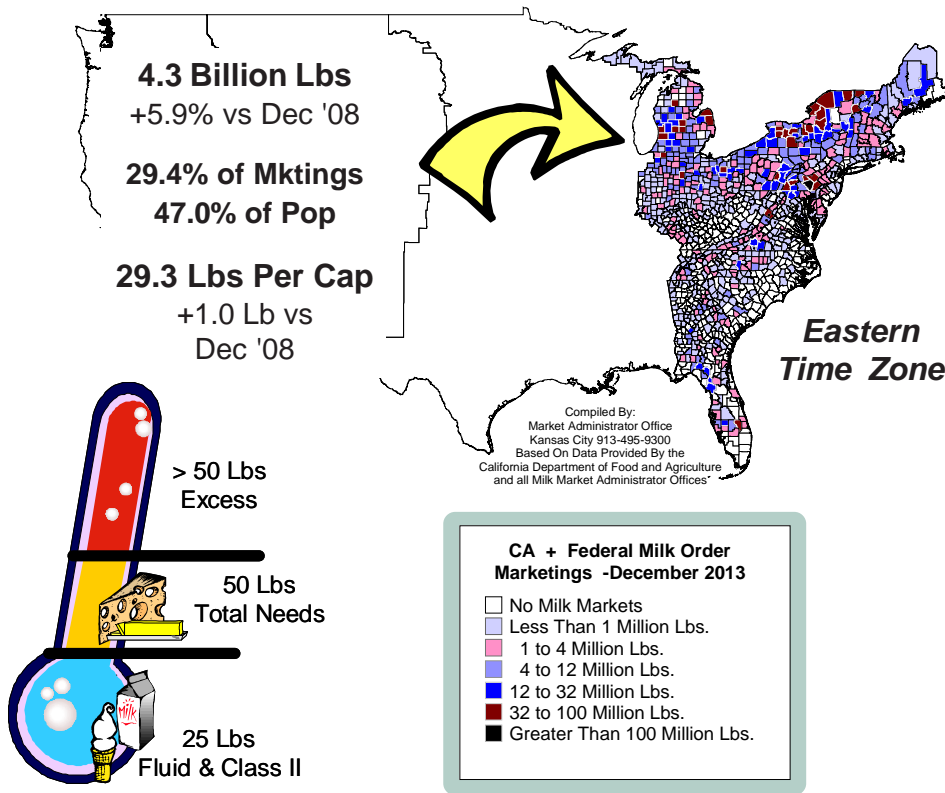 4.3 Billion Lbs
+5.9% vs Dec '08
29.4% of Mktings
47.0% of Pop
29.3 Lbs Per Cap
+1.0 Lb vs
Dec '08
Eastern
Time Zone
Compiled By:
Market Administrator Office
Kansas City 913-495-9300
Based On Data Provided By the
California Department of Food and Agriculture
and all Milk Market Administrator Offices"
> 50 Lbs
Excess
50 Lbs
Total Needs
Milk
25 Lbs
Fluid & Class II
CA + Federal Milk Order
Marketings -December 2013
No Milk Markets
Less Than 1 Million Lbs.
1 to 4 Million Lbs.
4 to 12 Million Lbs.
12 to 32 Million Lbs.
32 to 100 Million Lbs.
Greater Than 100 Million Lbs.